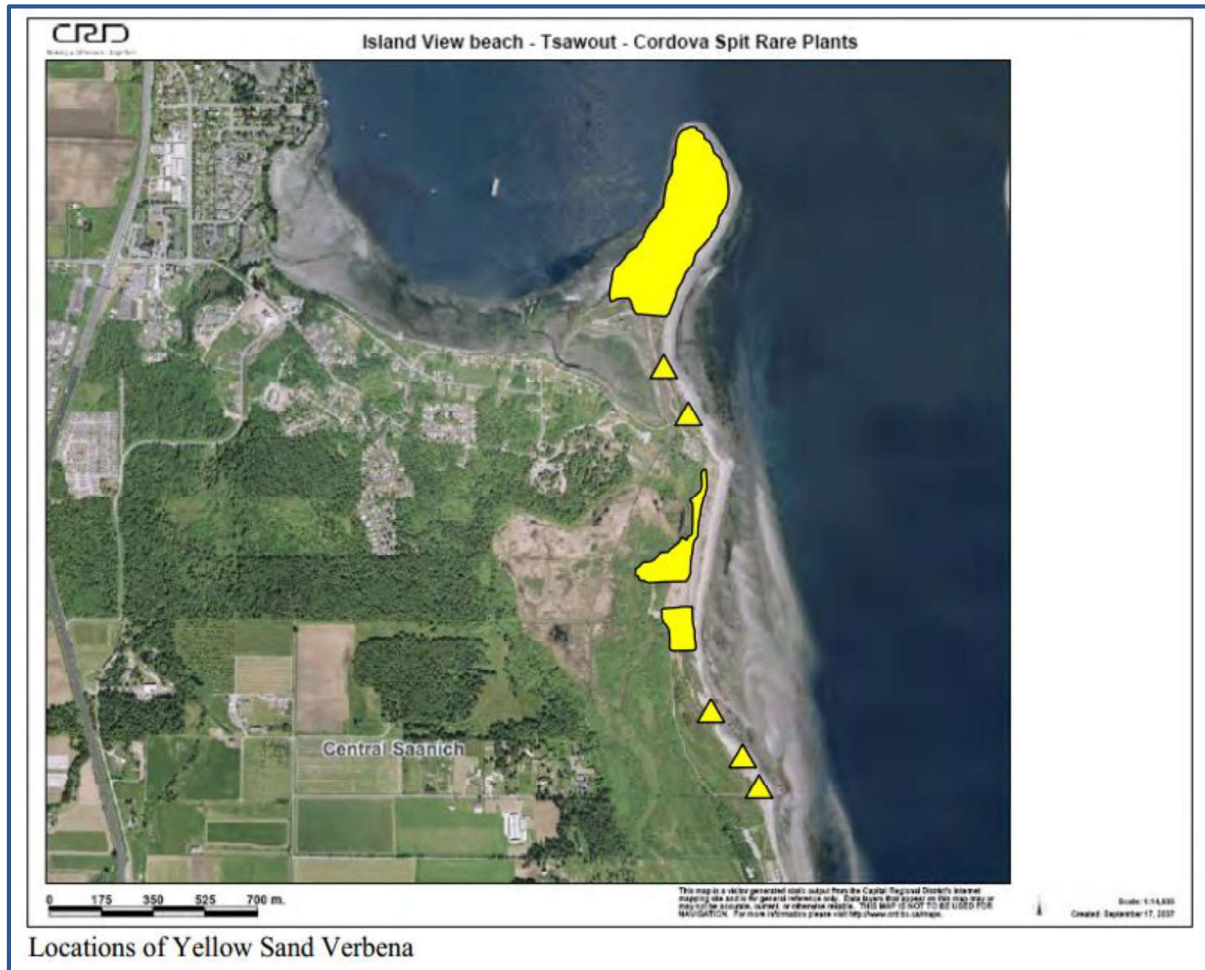 CRD
Island View beach - Tsawout - Cordova Spit Rare Plants
Central Saanich
0 175 350 525 700 m.
This map is a visitor generated static output from the Capital Regional District's Internet
mapping site and is for general reference only. Data layers that appear on this map may or
may not be accurate, current, or otherwise reliable. THIS MAP IS NOT TO BE USED FOR
NAVIGATION. For more information please visit http://www.crd.bc.ca/maps.
Scale:
Created: September 17, 2007
Locations of Yellow Sand Verbena